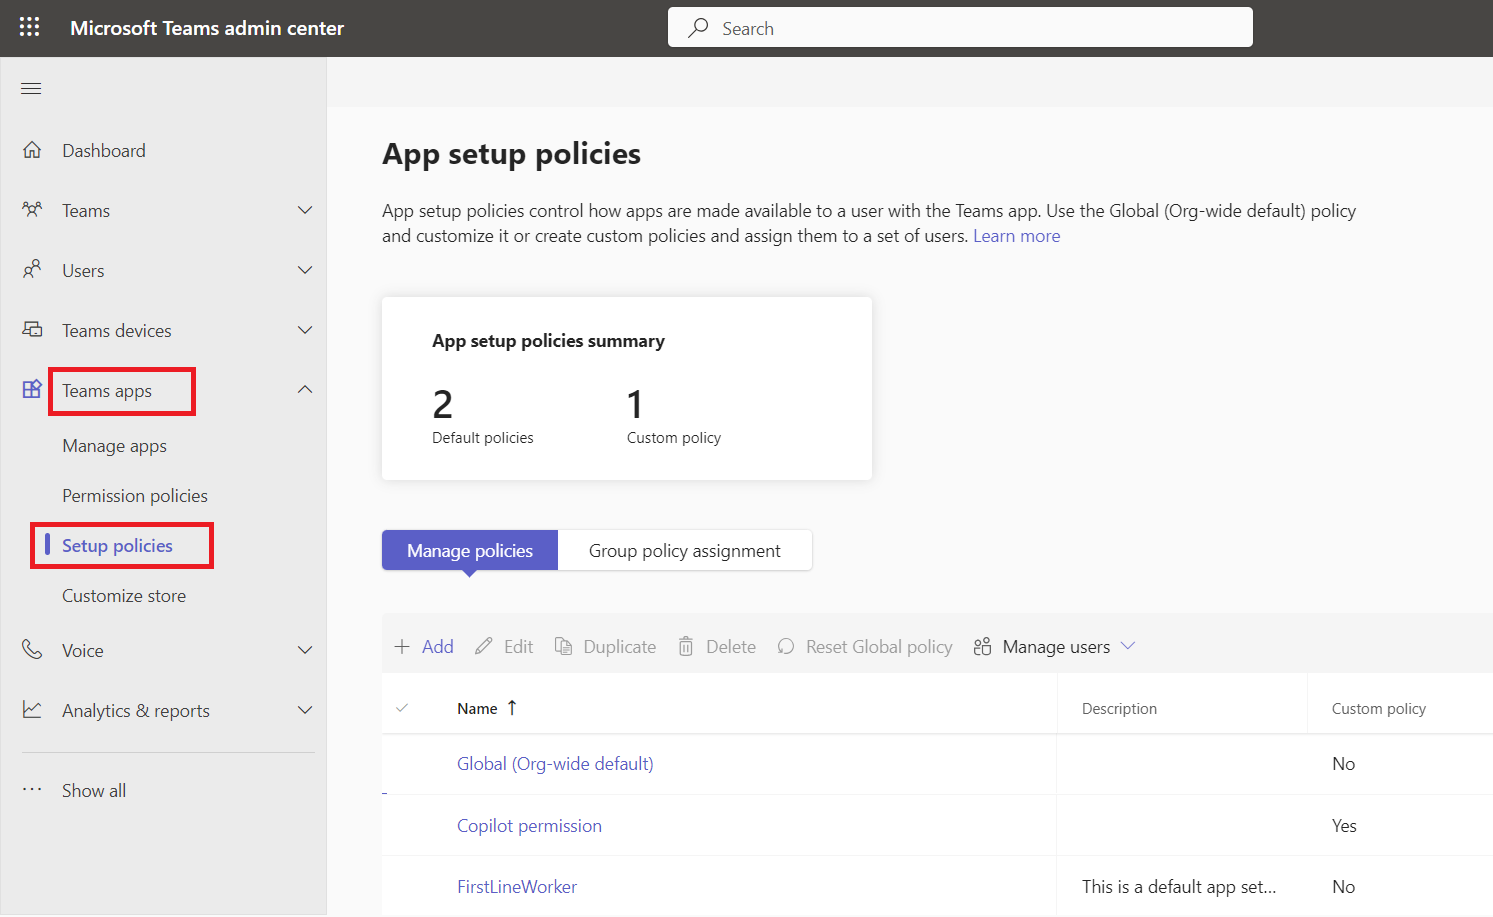 Microsoft Teams admin center
Search
Dashboard
Teams
Users
Teams devices
Teams apps
Manage apps
Permission policies
Setup policies
Customize store
Voice
Analytics & reports
Show all
App setup policies
App setup policies control how apps are made available to a user with the Teams app. Use the Global (Org-wide default) policy
and customize it or create custom policies and assign them to a set of users. Learn more
App setup policies summary
2 1
Default policies Custom policy
Manage policies Group policy assignment
Add Edit Duplicate Delete Reset Global policy Manage users
Name ↑ Description Custom policy
Global (Org-wide default) No
Copilot permission Yes
FirstLineWorker This is a default app set... No